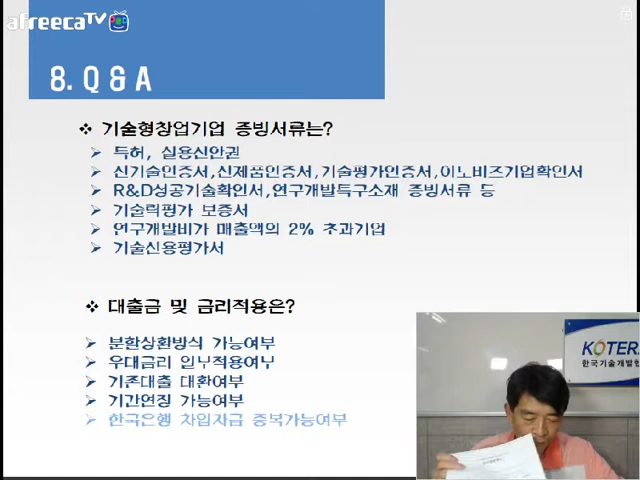 afreecaTV
8. Q & A
❖ 기술형창업기업 증빙서류는?
➢ 특허, 실용신안권
➢ 신기술인증서,신제품인증서,기술평가인증서,이노비즈기업확인서
➢ R&D성공기술확인서,연구개발특구소재 증빙서류 등
➢ 기술력평가 보증서
➢ 연구개발비가 매출액의 2% 초과기업
➢ 기술신용평가서
❖ 대출금 및 금리적용은?
➢ 분할상환방식 가능여부
➢ 우대금리 일부적용여부
➢ 기존대출 대환여부
➢ 기간연장 가능여부
➢ 한국은행 차입자금 중복가능여부
KOTERA
한국기술개발협